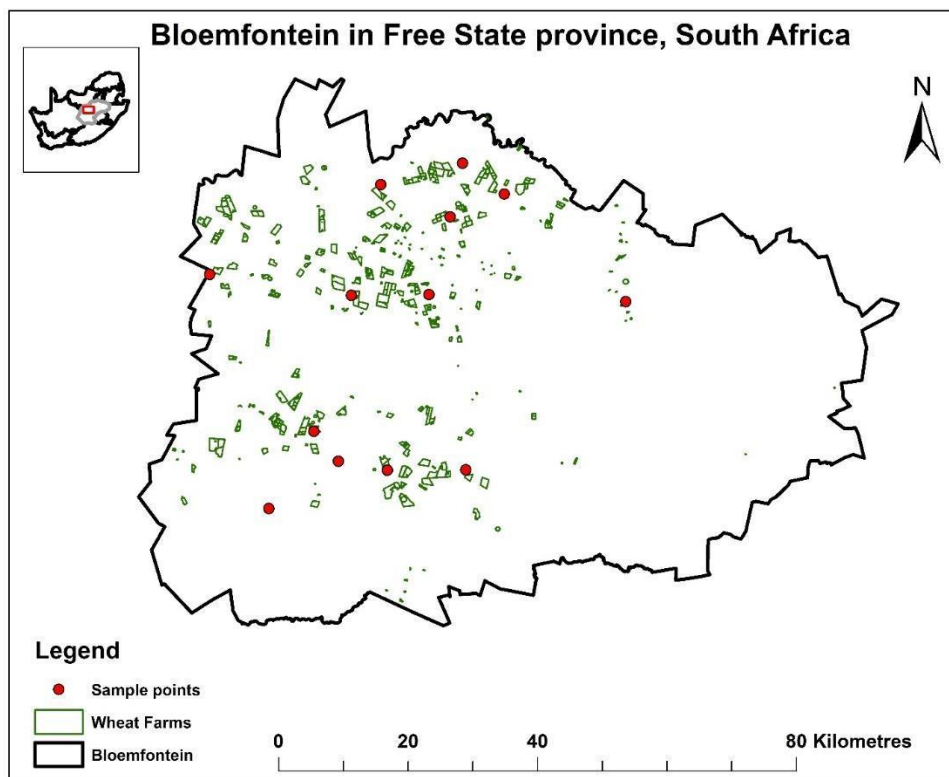 Bloemfontein in Free State province, South Africa
N
Legend
Sample points
Wheat Farms
Bloemfontein
0 20 40 80 Kilometres